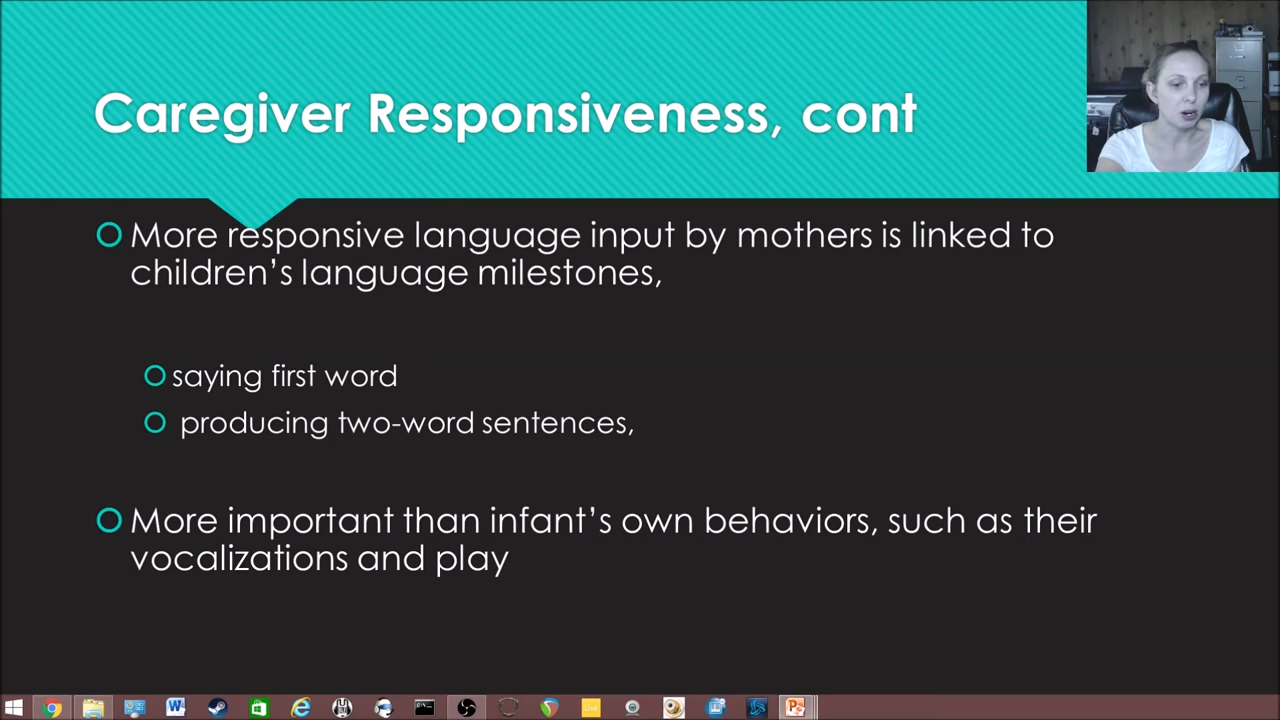 Caregiver Responsiveness, cont
More responsive language input by mothers is linked to
children's language milestones,
saying first word
producing two-word sentences,
More important than infant's own behaviors, such as their
vocalizations and play